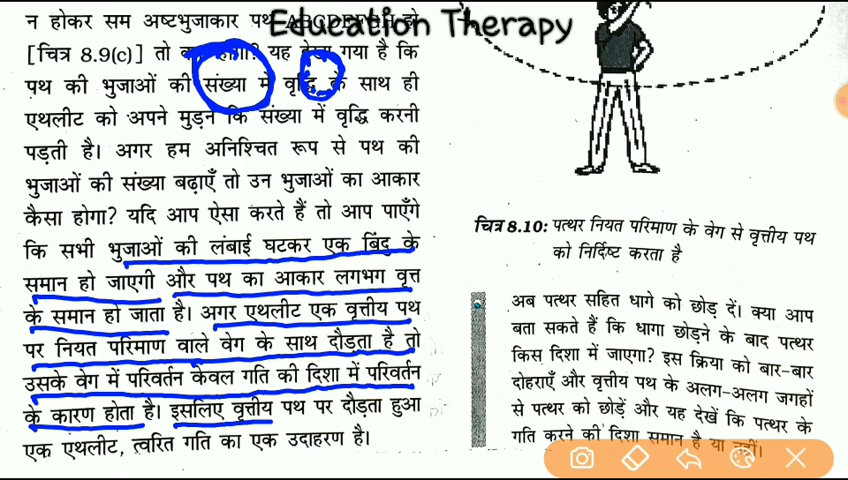 Education Therapy
न होकर सम अष्टभुजाकार पथ ABCDEFGH हो
[चित्र 8.9(c)] तो क्या होगा? यह देखा गया है कि
पथ की भुजाओं की संख्या में वृद्धि के साथ ही
एथलीट को अपने मुड़ने कि संख्या में वृद्धि करनी
पड़ती है। अगर हम अनिश्चित रूप से पथ की
भुजाओं की संख्या बढ़ाएँ तो उन भुजाओं का आकार
कैसा होगा? यदि आप ऐसा करते हैं तो आप पाएँगे
कि सभी भुजाओं की लंबाई घटकर एक बिंदु के
समान हो जाएगी और पथ का आकार लगभग वृत्त
के समान हो जाता है। अगर एथलीट एक वृत्तीय पथ
पर नियत परिमाण वाले वेग के साथ दौड़ता है तो
उसके वेग में परिवर्तन केवल गति की दिशा में परिवर्तन
के कारण होता है। इसलिए वृत्तीय पथ पर दौड़ता हुआ
एक एथलीट, त्वरित गति का एक उदाहरण है।
चित्र 8.10: पत्थर नियत परिमाण के वेग से वृत्तीय पथ
को निर्दिष्ट करता है
अब पत्थर सहित धागे को छोड़ दें। क्या आप
बता सकते हैं कि धागा छोड़ने के बाद पत्थर
किस दिशा में जाएगा? इस क्रिया को बार-बार
दोहराएँ और वृत्तीय पथ के अलग-अलग जगहों
से पत्थर को छोड़ें और यह देखें कि पत्थर के
गति करने की दिशा समान है या नहीं।